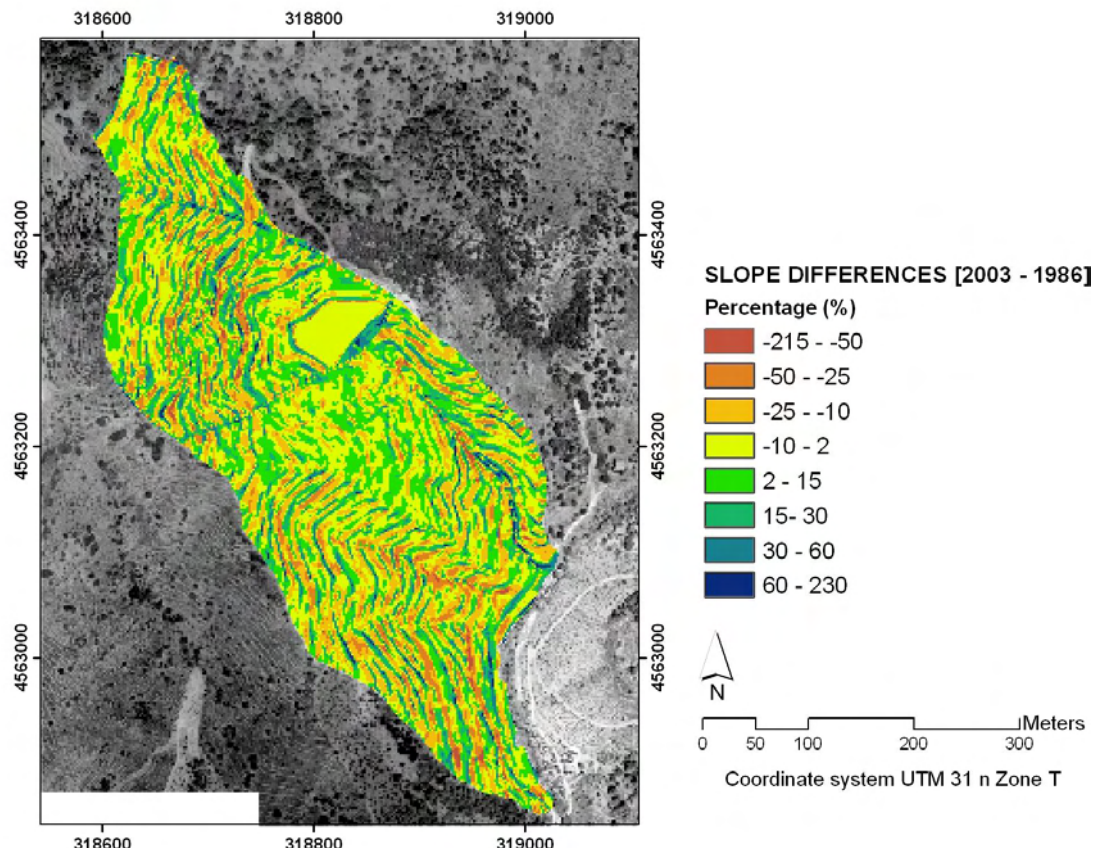 318600 318800 319000
4563400 4563400
4563200 4563200
4563000 4563000
318600 318800 319000
SLOPE DIFFERENCES [2003 - 1986]
Percentage (%)
-215 - -50
-50 - -25
-25 - -10
-10 - 2
2 - 15
15- 30
30 - 60
60 - 230
N
Meters
0 50 100 200 300
Coordinate system UTM 31 n Zone T